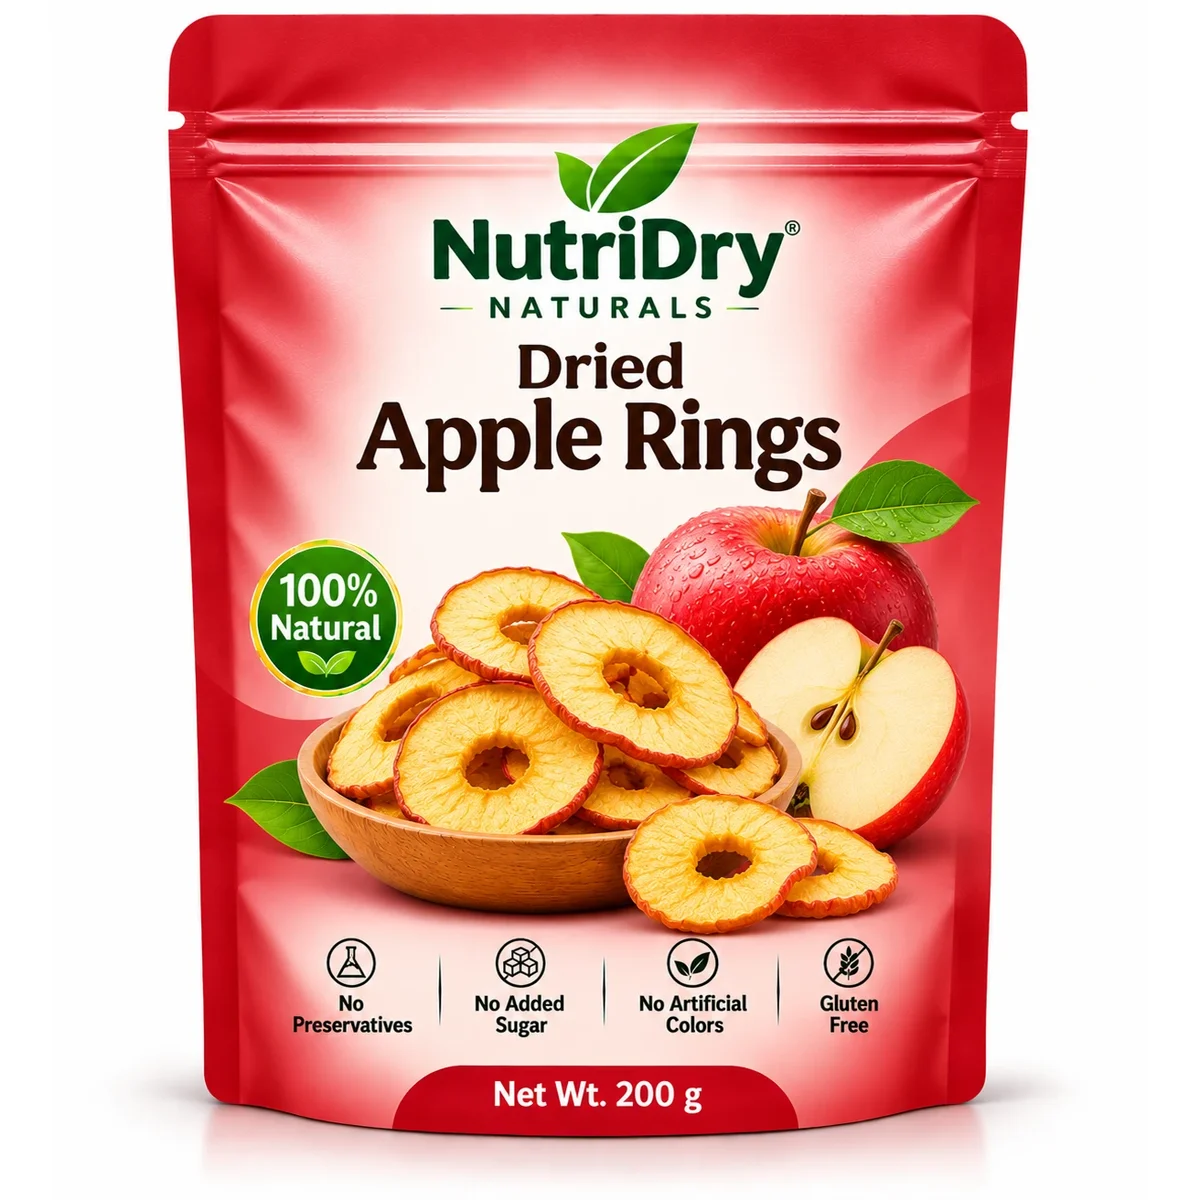 NutriDry®
NATURALS
Dried
Apple Rings
100%
Natural
No
Preservatives
No Added
Sugar
No Artificial
Colors
Gluten
Free
Net Wt. 200 g